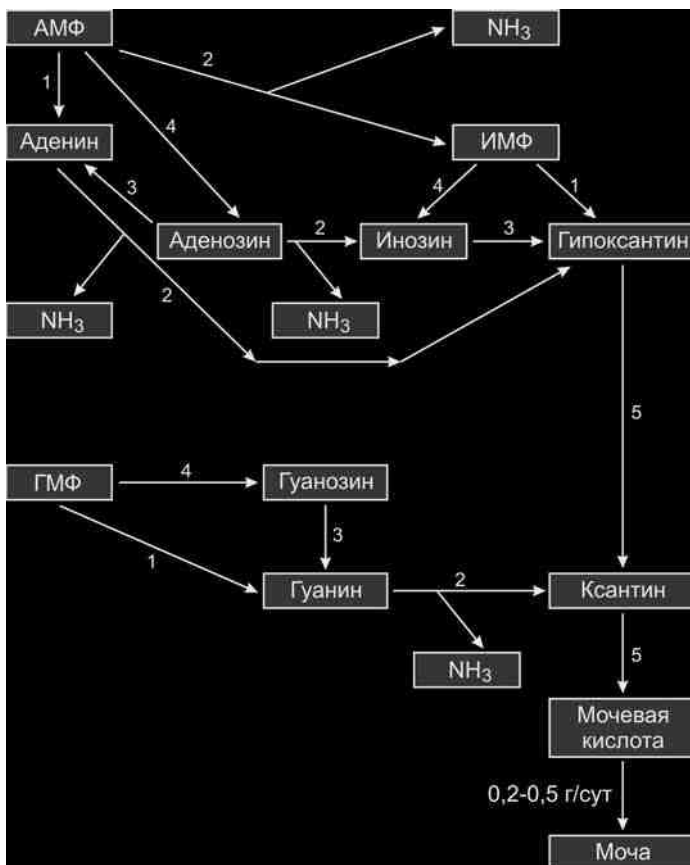 АМФ
NH3
2
1
4
Аденин
ИМФ
3
4
1
Аденозин
2
Инозин
3
Гипоксантин
2
NH3
NH3
5
ГМФ
4
Гуанозин
3
1
Гуанин
2
Ксантин
NH3
5
Мочевая
кислота
0,2-0,5 г/сут
Моча